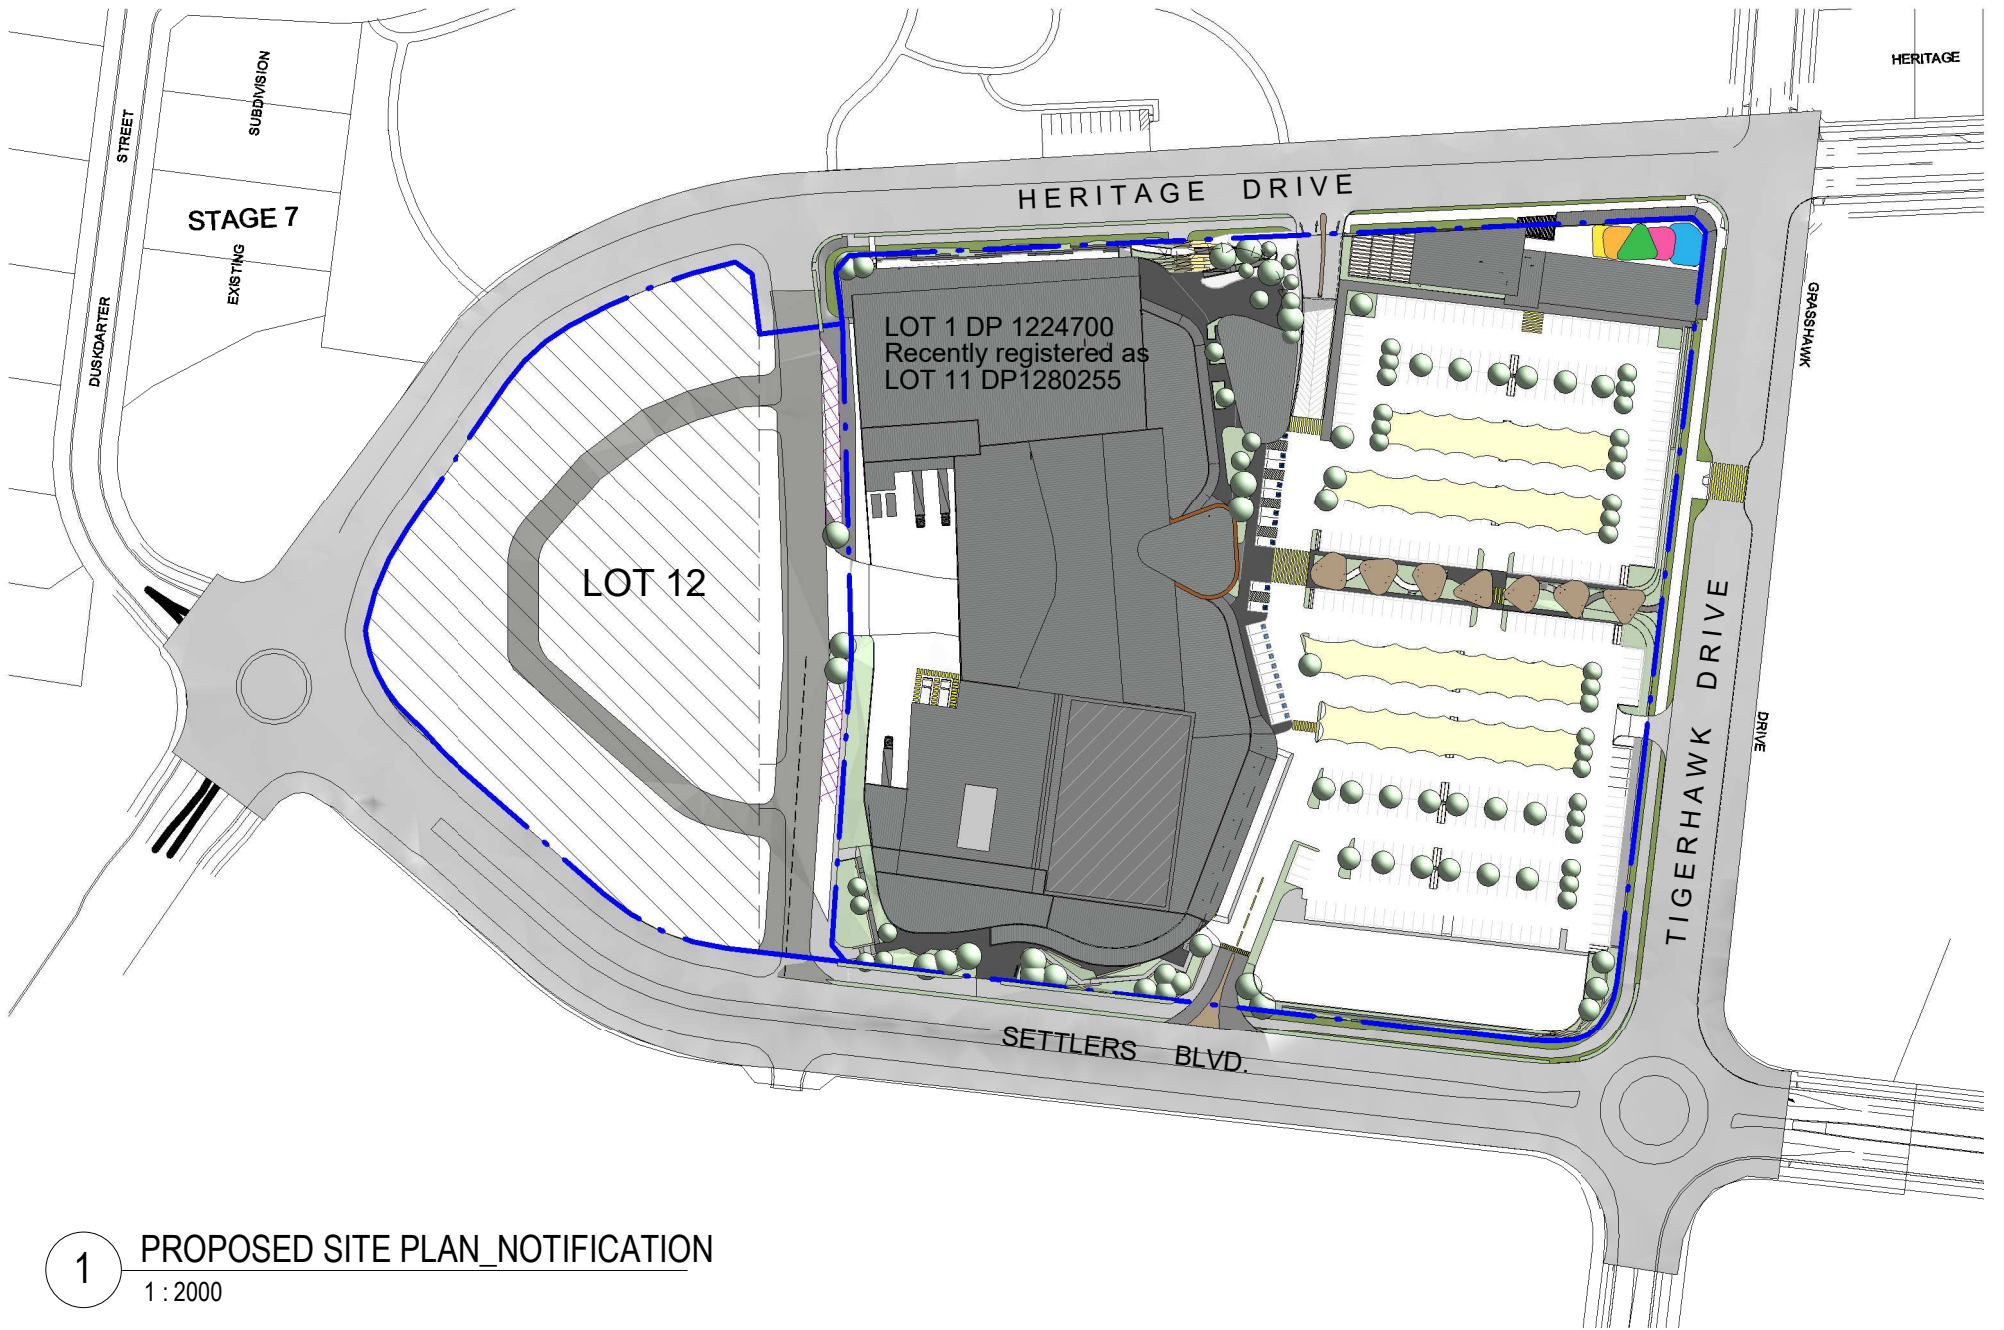 HERITAGE
SUBDIVISION
STREET
STAGE 7
EXISTING
DUSKDARTER
HERITAGE DRIVE
GRASSHAWK
LOT 1 DP 1224700
Recently registered as
LOT 11 DP1280255
LOT 12
TIGERHAWK DRIVE
DRIVE
SETTLERS BLVD.
1
PROPOSED SITE PLAN_NOTIFICATION
1 : 2000